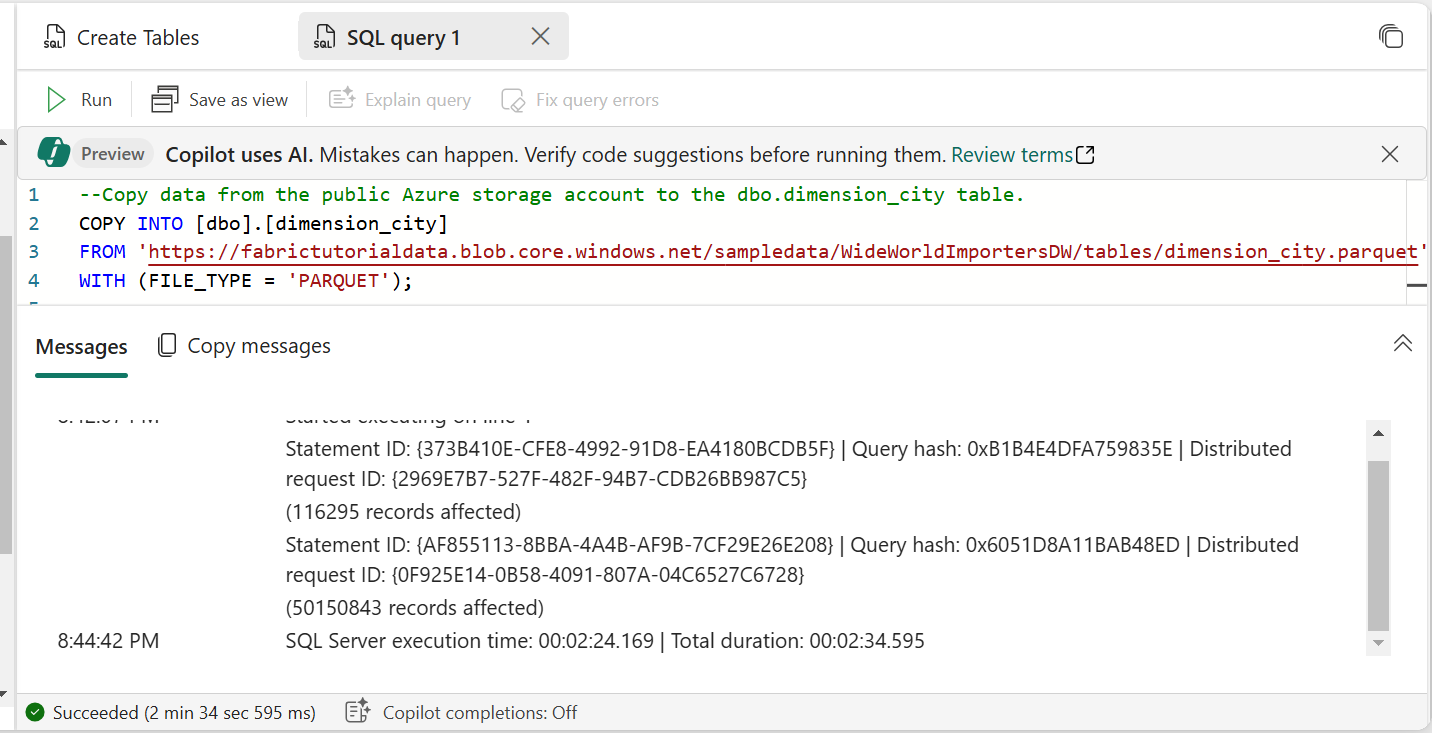 Create Tables
SQL query 1
Run
Save as view
Explain query
Fix query errors
Preview
Copilot uses AI. Mistakes can happen. Verify code suggestions before running them. Review terms
1 --Copy data from the public Azure storage account to the dbo.dimension_city table.
2 COPY INTO [dbo].[dimension_city]
3 FROM 'https://fabrictutorialdata.blob.core.windows.net/sampledata/WideWorldImportersDW/tables/dimension_city.parquet'
4 WITH (FILE_TYPE = 'PARQUET');
Messages
Copy messages
Started executing on line 1
Statement ID: {373B410E-CFE8-4992-91D8-EA4180BCDB5F} | Query hash: 0xB1B4E4DFA759835E | Distributed
request ID: {2969E7B7-527F-482F-94B7-CDB26BB987C5}
(116295 records affected)
Statement ID: {AF855113-8BBA-4A4B-AF9B-7CF29E26E208} | Query hash: 0x6051D8A11BAB48ED | Distributed
request ID: {0F925E14-0B58-4091-807A-04C6527C6728}
(50150843 records affected)
8:44:42 PM SQL Server execution time: 00:02:24.169 | Total duration: 00:02:34.595
Succeeded (2 min 34 sec 595 ms)
Copilot completions: Off